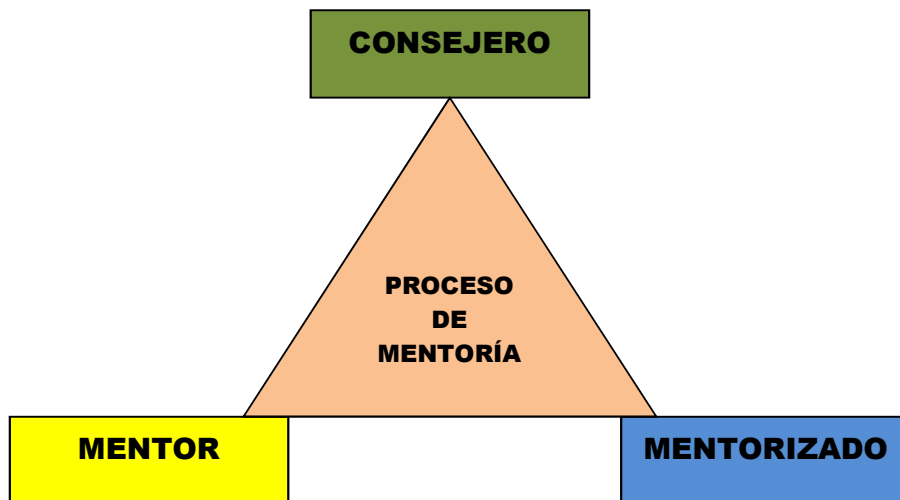 CONSEJERO
PROCESO
DE
MENTORÍA
MENTOR
MENTORIZADO